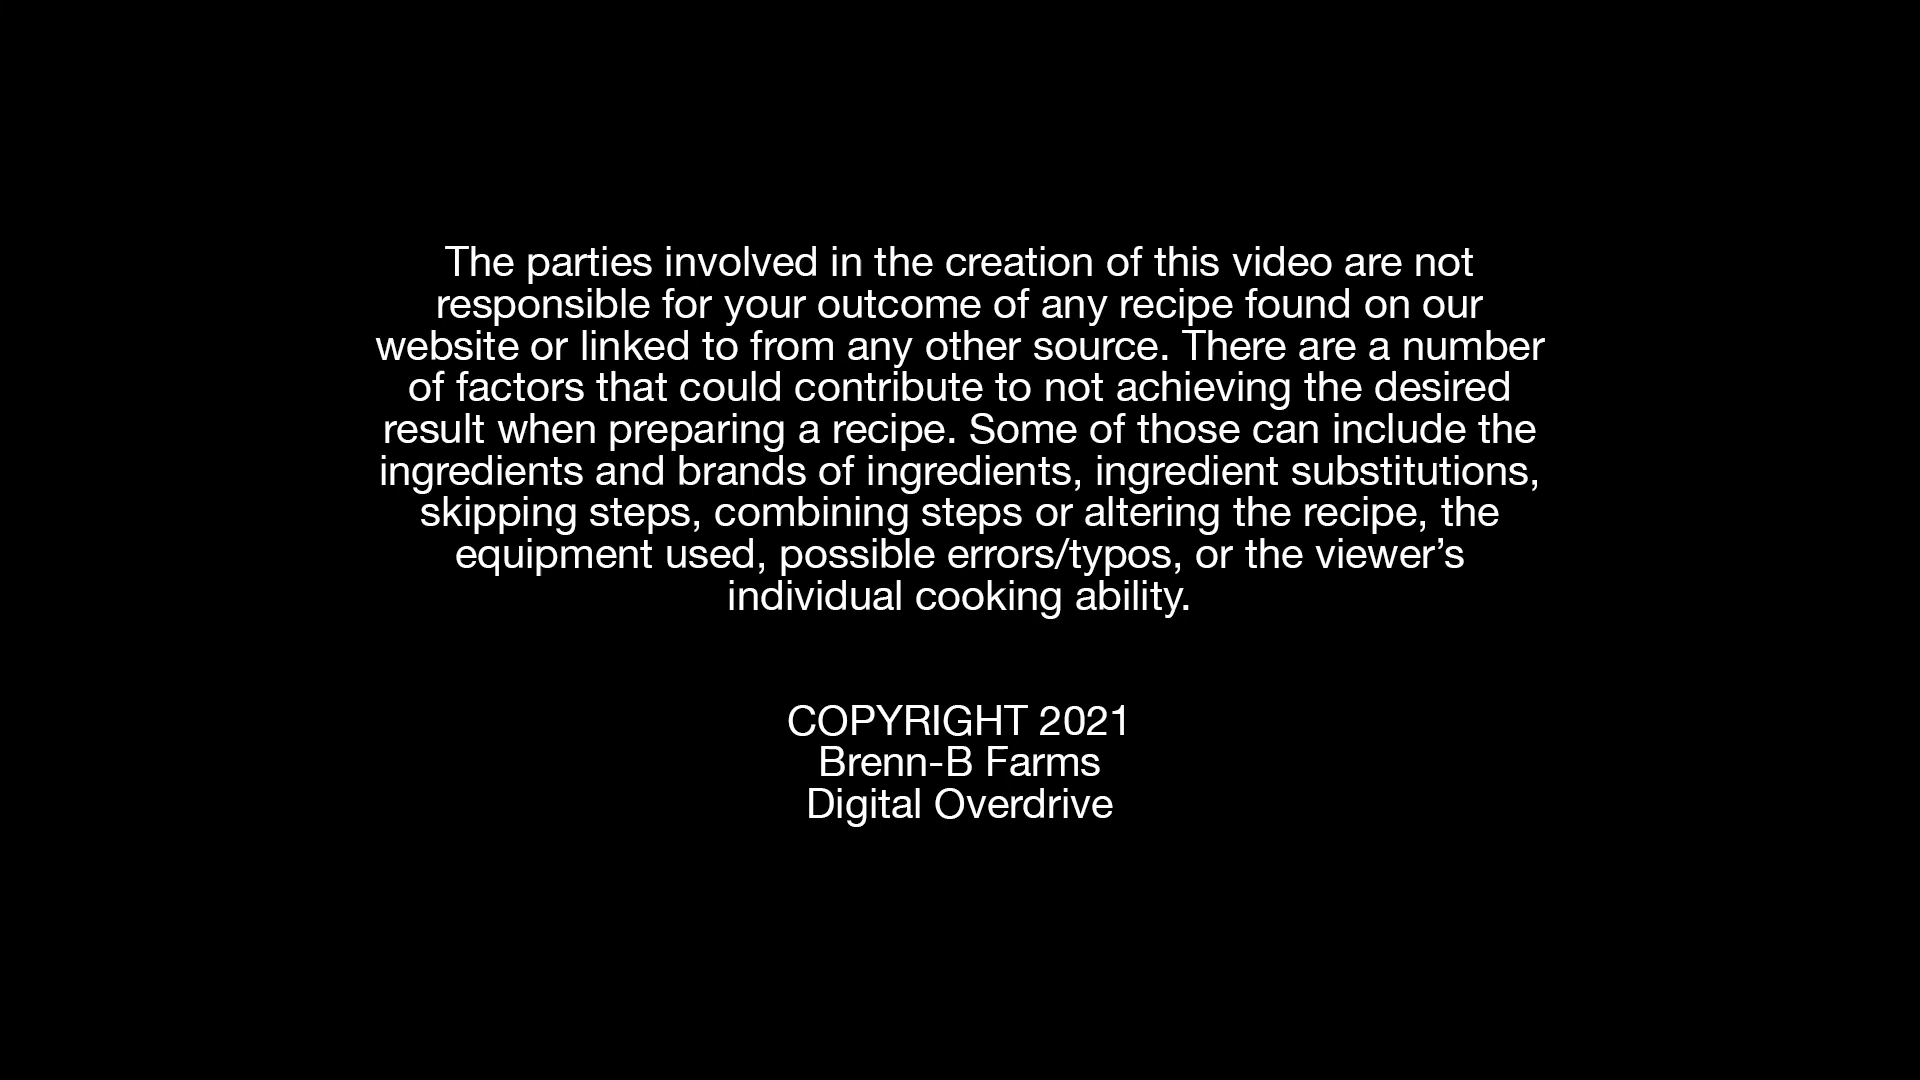 The parties involved in the creation of this video are not
responsible for your outcome of any recipe found on our
website or linked to from any other source. There are a number
of factors that could contribute to not achieving the desired
result when preparing a recipe. Some of those can include the
ingredients and brands of ingredients, ingredient substitutions,
skipping steps, combining steps or altering the recipe, the
equipment used, possible errors/typos, or the viewer’s
individual cooking ability.
COPYRIGHT 2021
Brenn-B Farms
Digital Overdrive